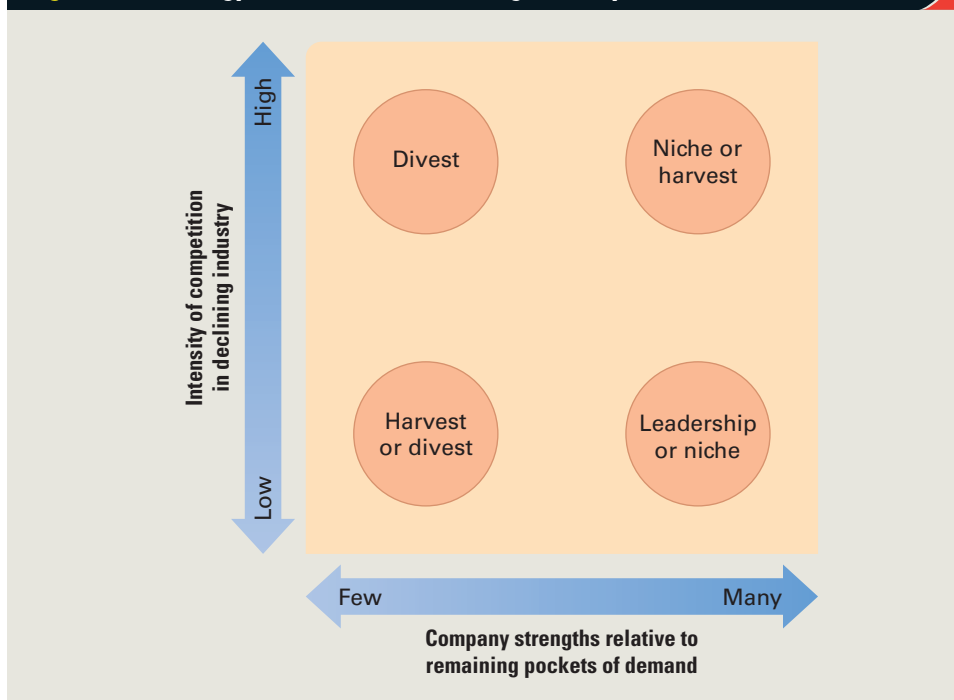 High
Low
Intensity of competition
in declining industry
Divest
Niche or
harvest
Harvest
or divest
Leadership
or niche
Few
Many
Company strengths relative to
remaining pockets of demand